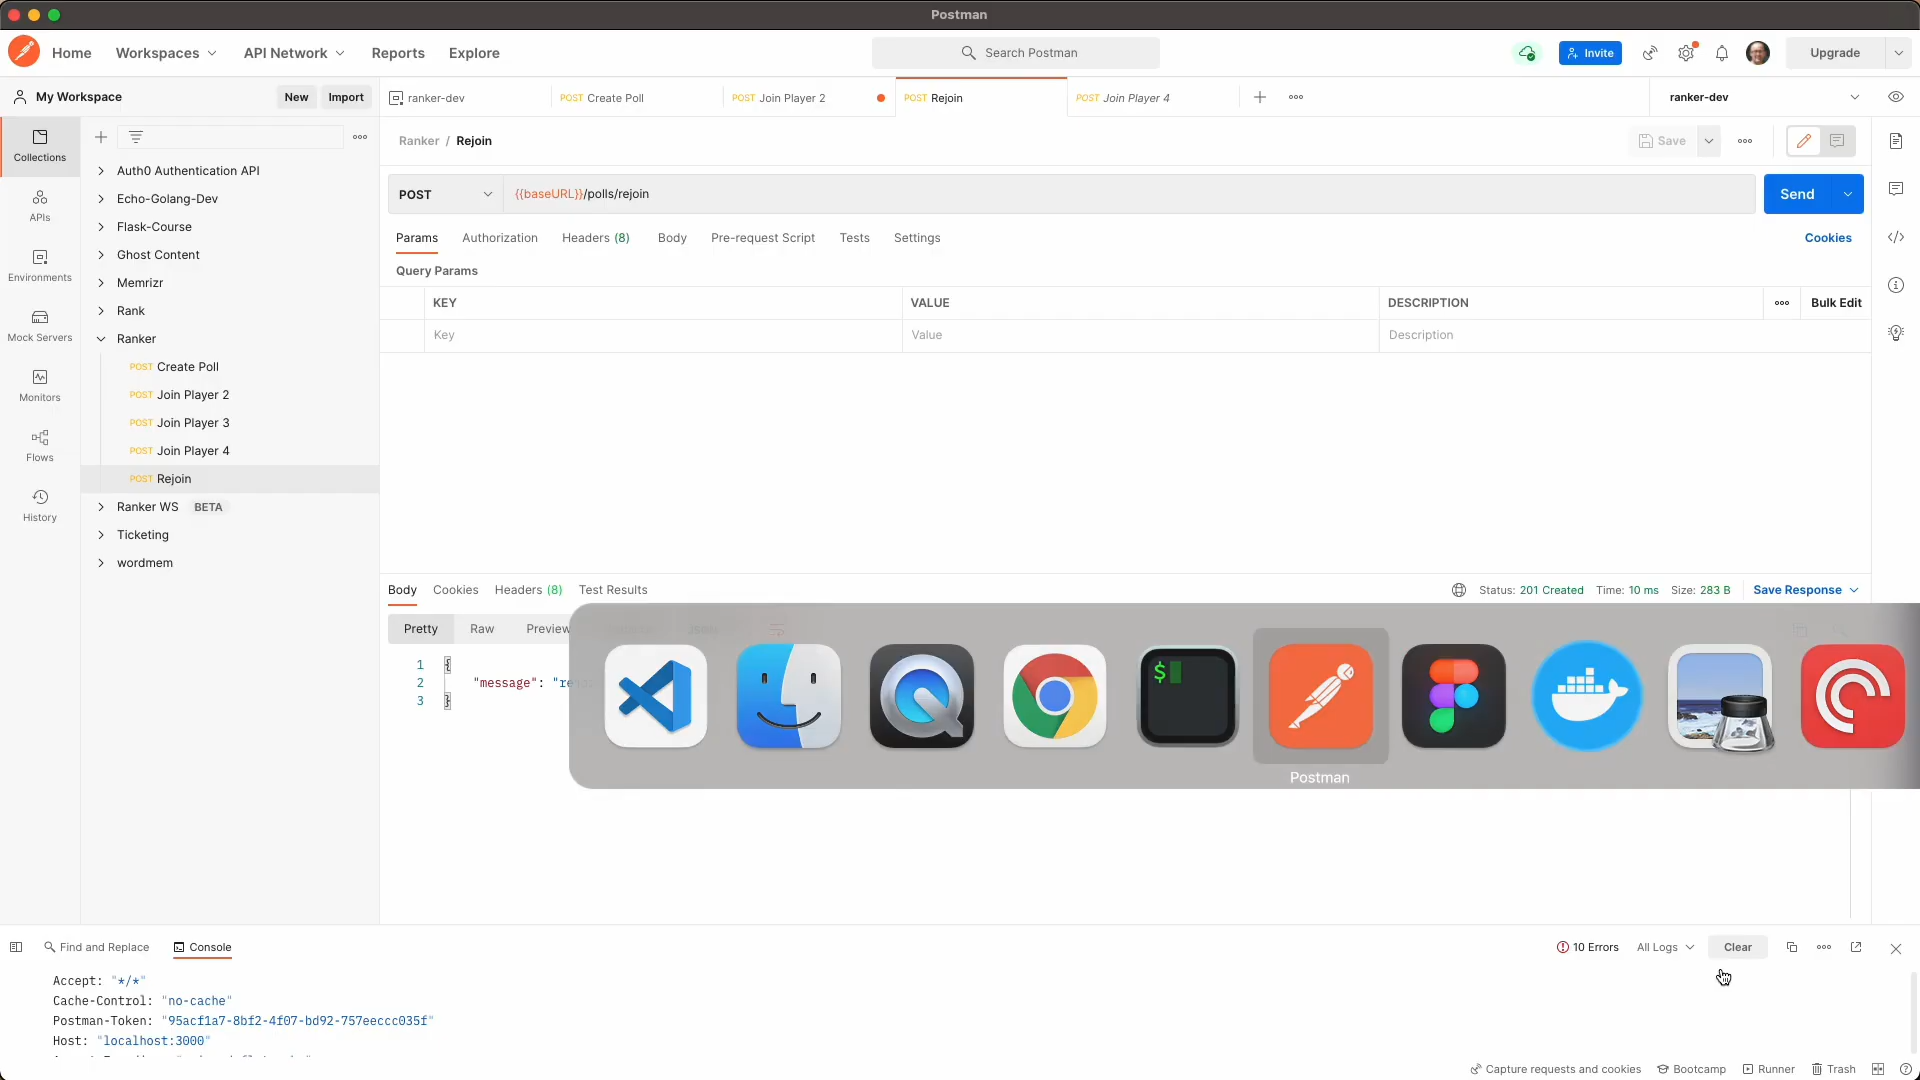 Postman
Home Workspaces API Network Reports Explore Search Postman Invite Upgrade
My Workspace New Import ranker-dev POST Create Poll POST Join Player 2 POST Rejoin POST Join Player 4 ranker-dev
Ranker / Rejoin Save
Collections
APIs
Environments
Mock Servers
Monitors
Flows
History
Auth0 Authentication API
Echo-Golang-Dev
Flask-Course
Ghost Content
Memrizr
Rank
Ranker
POST Create Poll
POST Join Player 2
POST Join Player 3
POST Join Player 4
POST Rejoin
Ranker WS BETA
Ticketing
wordmem
POST {{baseURL}}/polls/rejoin Send
Params Authorization Headers (8) Body Pre-request Script Tests Settings Cookies
Query Params
KEY VALUE DESCRIPTION Bulk Edit
Key Value Description
Body Cookies Headers (8) Test Results Status: 201 Created Time: 10 ms Size: 283 B Save Response
Pretty Raw Preview
1 {
2 "message": "re
3 }
$
Postman
Find and Replace Console 10 Errors All Logs Clear
Accept: "*/*"
Cache-Control: "no-cache"
Postman-Token: "95acf1a7-8bf2-4f07-bd92-757eeccc035f"
Host: "localhost:3000"
Capture requests and cookies Bootcamp Runner Trash